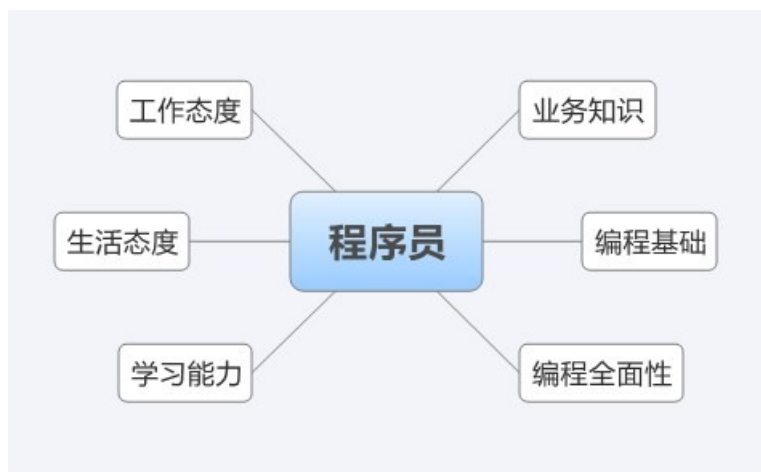 工作态度
业务知识
生活态度
程序员
编程基础
学习能力
编程全面性